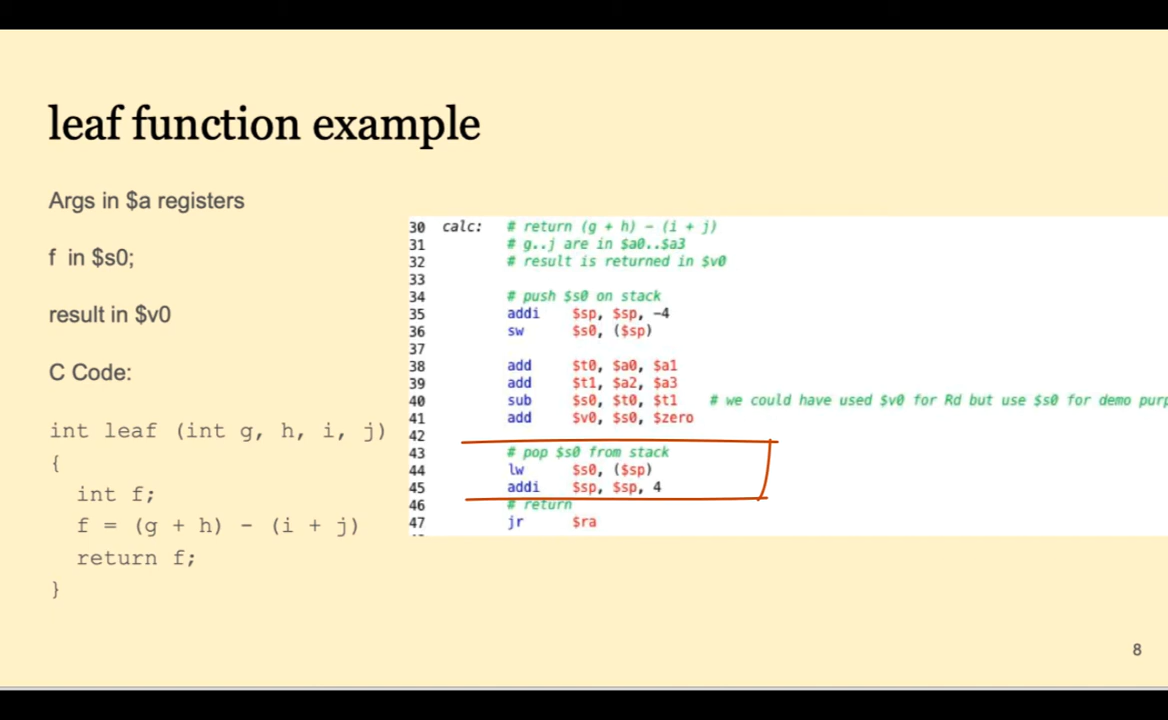 leaf function example
Args in $a registers
f in $s0;
result in $v0
C Code:
int leaf (int g, h, i, j)
{
int f;
f = (g + h) - (i + j)
return f;
}
30 calc: # return (g + h) - (i + j)
31 # g..j are in $a0..$a3
32 # result is returned in $v0
33
34 # push $s0 on stack
35 addi $sp, $sp, -4
36 sw $s0, ($sp)
37
38 add $t0, $a0, $a1
39 add $t1, $a2, $a3
40 sub $s0, $t0, $t1 # we could have used $v0 for Rd but use $s0 for demo purp
41 add $v0, $s0, $zero
42
43 # pop $s0 from stack
44 lw $s0, ($sp)
45 addi $sp, $sp, 4
46 # return
47 jr $ra
8